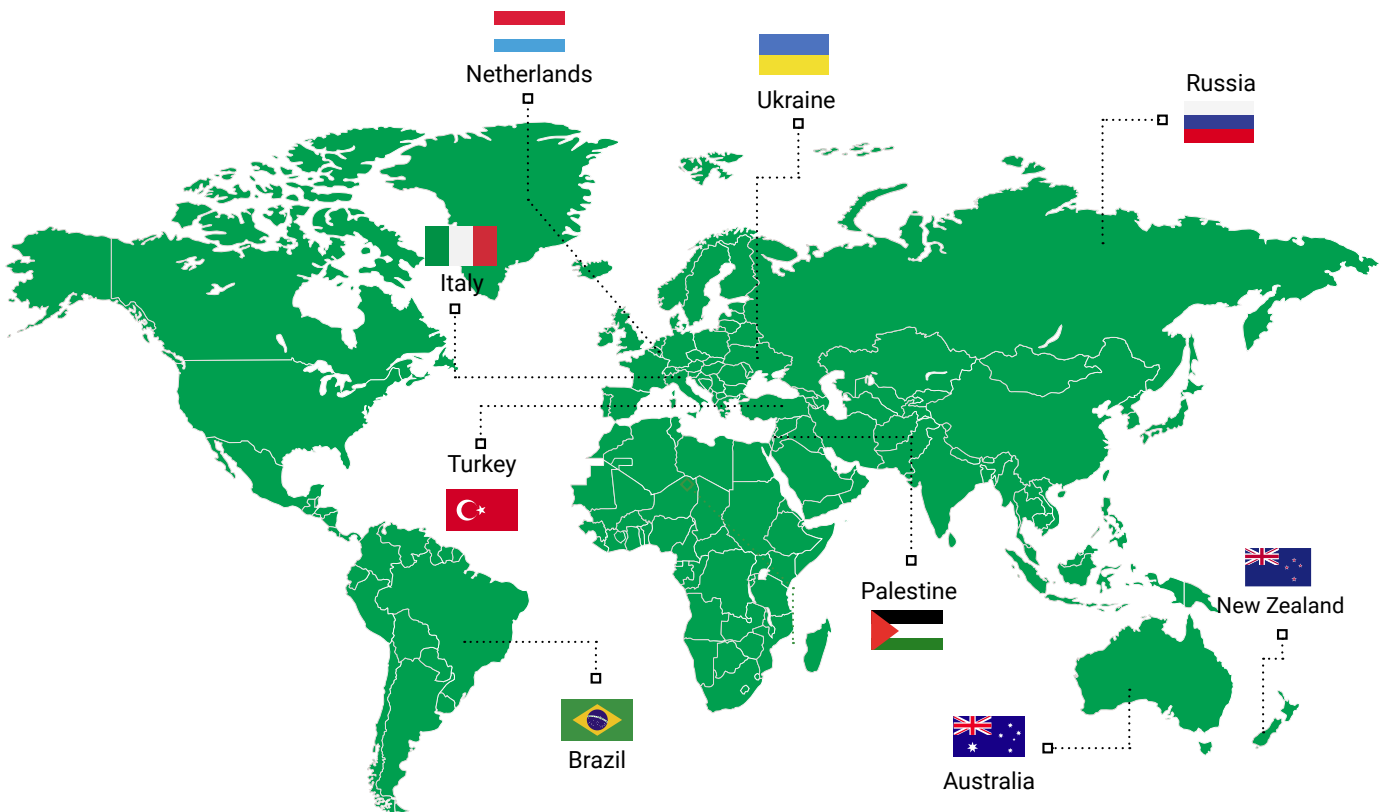 Netherlands
Ukraine
Russia
Italy
Turkey
Palestine
New Zealand
Brazil
Australia